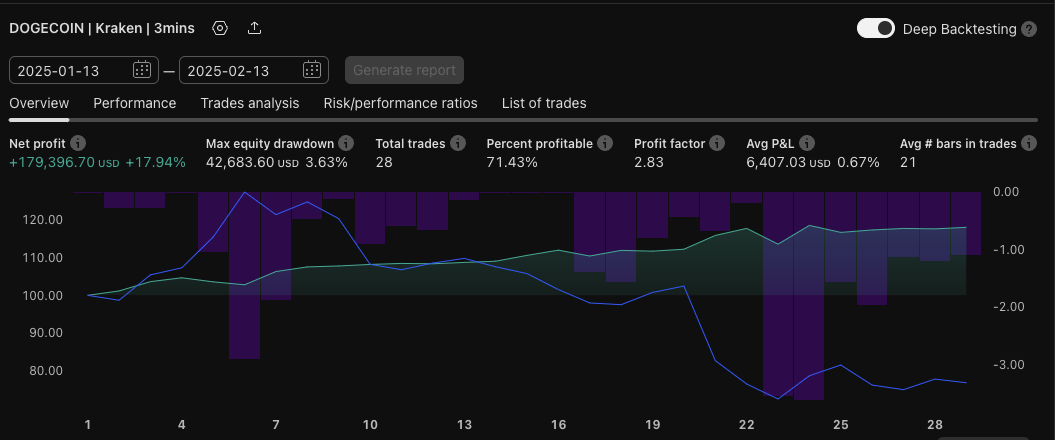 DOGECOIN | Kraken | 3mins
Deep Backtesting ?
2025-01-13 — 2025-02-13 Generate report
Overview Performance Trades analysis Risk/performance ratios List of trades
Net profit i Max equity drawdown i Total trades i Percent profitable i Profit factor i Avg P&L i Avg # bars in trades i
+179,396.70 USD +17.94% 42,683.60 USD 3.63% 28 71.43% 2.83 6,407.03 USD 0.67% 21
0.00
120.00
-1.00
110.00
100.00
-2.00
90.00
-3.00
80.00
1 4 7 10 13 16 19 22 25 28